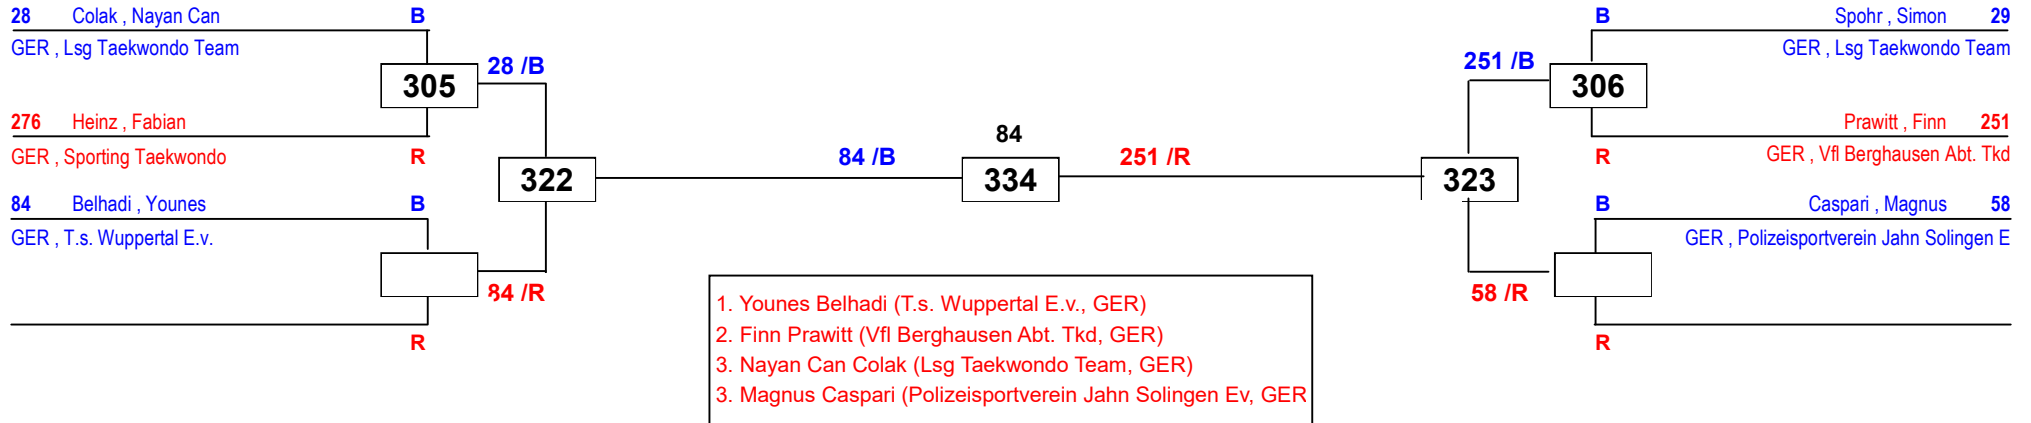 28 Colak , Nayan Can B
GER , Lsg Taekwondo Team
305
28 /B
276 Heinz , Fabian
GER , Sporting Taekwondo R
322
84 Belhadi , Younes B
GER , T.s. Wuppertal E.v.
84 /R
R
84 /B
84
334
251 /R
B Spohr , Simon 29
GER , Lsg Taekwondo Team
251 /B
306
Prawitt , Finn 251
R GER , Vfl Berghausen Abt. Tkd
323
B Caspari , Magnus 58
GER , Polizeisportverein Jahn Solingen E
58 /R
R
1. Younes Belhadi (T.s. Wuppertal E.v., GER)
2. Finn Prawitt (Vfl Berghausen Abt. Tkd, GER)
3. Nayan Can Colak (Lsg Taekwondo Team, GER)
3. Magnus Caspari (Polizeisportverein Jahn Solingen Ev, GER